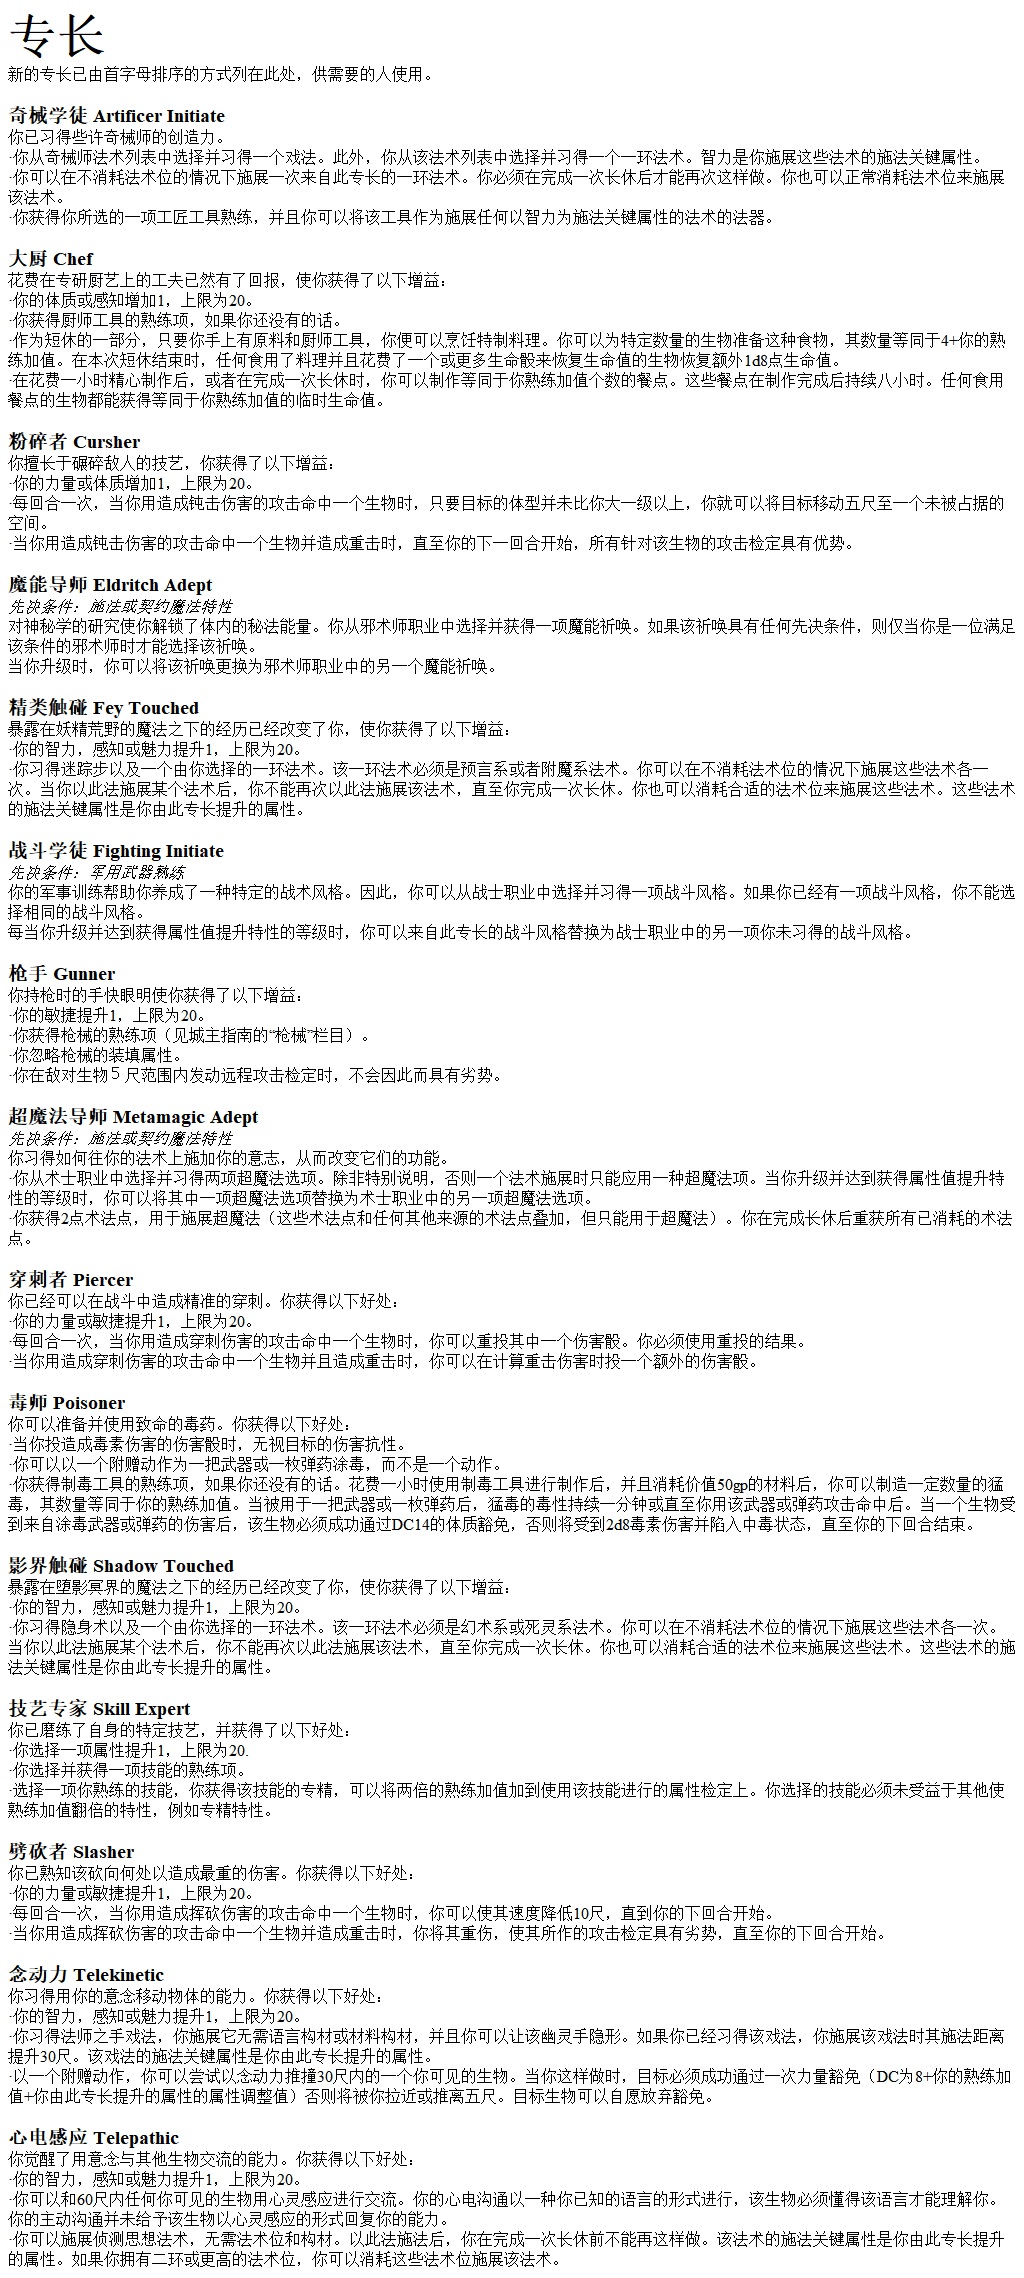 专长
新的专长已由首字母排序的方式列在此处，供需要的人使用。
奇械学徒 Artificer Initiate
你已习得些许奇械师的创造力。
·你从奇械师法术列表中选择并习得一个戏法。此外，你从该法术列表中选择并习得一个一环法术。智力是你施展这些法术的施法关键属性。
·你可以在不消耗法术位的情况下施展一次来自此专长的一环法术。你必须在完成一次长休后才能再次这样做。你也可以正常消耗法术位来施展
该法术。
·你获得你所选的一项工匠工具熟练，并且你可以将该工具作为施展任何以智力为施法关键属性的法术的法器。
大厨 Chef
花费在专研厨艺上的工夫已然有了回报，使你获得了以下增益：
·你的体质或感知增加1，上限为20。
·你获得厨师工具的熟练项，如果你还没有的话。
·作为短休的一部分，只要你手上有原料和厨师工具，你便可以烹饪特制料理。你可以为特定数量的生物准备这种食物，其数量等同于4+你的熟
练加值。在本次短休结束时，任何食用了料理并且花费了一个或更多生命骰来恢复生命值的生物恢复额外1d8点生命值。
·在花费一小时精心制作后，或者在完成一次长休时，你可以制作等同于你熟练加值个数的餐点。这些餐点在制作完成后持续八小时。任何食用
餐点的生物都能获得等同于你熟练加值的临时生命值。
粉碎者 Cursher
你擅长于碾碎敌人的技艺，你获得了以下增益：
·你的力量或体质增加1，上限为20。
·每回合一次，当你用造成钝击伤害的攻击命中一个生物时，只要目标的体型并未比你大一级以上，你就可以将目标移动五尺至一个未被占据的
空间。
·当你用造成钝击伤害的攻击命中一个生物并造成重击时，直至你的下一回合开始，所有针对该生物的攻击检定具有优势。
魔能导师 Eldritch Adept
先决条件：施法或契约魔法特性
对神秘学的研究使你解锁了体内的秘法能量。你从邪术师职业中选择并获得一项魔能祈唤。如果该祈唤具有任何先决条件，则仅当你是一位满足
该条件的邪术师时才能选择该祈唤。
当你升级时，你可以将该祈唤更换为邪术师职业中的另一个魔能祈唤。
精类触碰 Fey Touched
暴露在妖精荒野的魔法之下的经历已经改变了你，使你获得了以下增益：
·你的智力，感知或魅力提升1，上限为20。
·你习得迷踪步以及一个由你选择的一环法术。该一环法术必须是预言系或者附魔系法术。你可以在不消耗法术位的情况下施展这些法术各一
次。当你以此法施展某个法术后，你不能再次以此法施展该法术，直至你完成一次长休。你也可以消耗合适的法术位来施展这些法术。这些法术
的施法关键属性是你由此专长提升的属性。
战斗学徒 Fighting Initiate
先决条件：军用武器熟练
你的军事训练帮助你养成了一种特定的战术风格。因此，你可以从战士职业中选择并习得一项战斗风格。如果你已经有一项战斗风格，你不能选
择相同的战斗风格。
每当你升级并达到获得属性值提升特性的等级时，你可以来自此专长的战斗风格替换为战士职业中的另一项你未习得的战斗风格。
枪手 Gunner
你持枪时的手快眼明使你获得了以下增益：
·你的敏捷提升1，上限为20。
·你获得枪械的熟练项（见城主指南的“枪械”栏目）。
·你忽略枪械的装填属性。
·你在敌对生物５尺范围内发动远程攻击检定时，不会因此而具有劣势。
超魔法导师 Metamagic Adept
先决条件：施法或契约魔法特性
你习得如何往你的法术上施加你的意志，从而改变它们的功能。
·你从术士职业中选择并习得两项超魔法选项。除非特别说明，否则一个法术施展时只能应用一种超魔法项。当你升级并达到获得属性值提升特
性的等级时，你可以将其中一项超魔法选项替换为术士职业中的另一项超魔法选项。
·你获得2点术法点，用于施展超魔法（这些术法点和任何其他来源的术法点叠加，但只能用于超魔法）。你在完成长休后重获所有已消耗的术法
点。
穿刺者 Piercer
你已经可以在战斗中造成精准的穿刺。你获得以下好处：
·你的力量或敏捷提升1，上限为20。
·每回合一次，当你用造成穿刺伤害的攻击命中一个生物时，你可以重投其中一个伤害骰。你必须使用重投的结果。
·当你用造成穿刺伤害的攻击命中一个生物并且造成重击时，你可以在计算重击伤害时投一个额外的伤害骰。
毒师 Poisoner
你可以准备并使用致命的毒药。你获得以下好处：
·当你投造成毒素伤害的伤害骰时，无视目标的伤害抗性。
·你可以以一个附赠动作为一把武器或一枚弹药涂毒，而不是一个动作。
·你获得制毒工具的熟练项，如果你还没有的话。花费一小时使用制毒工具进行制作后，并且消耗价值50gp的材料后，你可以制造一定数量的猛
毒，其数量等同于你的熟练加值。当被用于一把武器或一枚弹药后，猛毒的毒性持续一分钟或直至你用该武器或弹药攻击命中后。当一个生物受
到来自涂毒武器或弹药的伤害后，该生物必须成功通过DC14的体质豁免，否则将受到2d8毒素伤害并陷入中毒状态，直至你的下回合结束。
影界触碰 Shadow Touched
暴露在堕影冥界的魔法之下的经历已经改变了你，使你获得了以下增益：
·你的智力，感知或魅力提升1，上限为20。
·你习得隐身术以及一个由你选择的一环法术。该一环法术必须是幻术系或死灵系法术。你可以在不消耗法术位的情况下施展这些法术各一次。
当你以此法施展某个法术后，你不能再次以此法施展该法术，直至你完成一次长休。你也可以消耗合适的法术位来施展这些法术。这些法术的施
法关键属性是你由此专长提升的属性。
技艺专家 Skill Expert
你已磨练了自身的特定技艺，并获得了以下好处：
·你选择一项属性提升1，上限为20.
·你选择并获得一项技能的熟练项。
·选择一项你熟练的技能，你获得该技能的专精，可以将两倍的熟练加值加到使用该技能进行的属性检定上。你选择的技能必须未受益于其他使
熟练加值翻倍的特性，例如专精特性。
劈砍者 Slasher
你已熟知该砍向何处以造成最重的伤害。你获得以下好处：
·你的力量或敏捷提升1，上限为20。
·每回合一次，当你用造成挥砍伤害的攻击命中一个生物时，你可以使其速度降低10尺，直到你的下回合开始。
·当你用造成挥砍伤害的攻击命中一个生物并造成重击时，你将其重伤，使其所作的攻击检定具有劣势，直至你的下回合开始。
念动力 Telekinetic
你习得用你的意念移动物体的能力。你获得以下好处：
·你的智力，感知或魅力提升1，上限为20。
·你习得法师之手戏法，你施展它无需语言构材或材料构材，并且你可以让该幽灵手隐形。如果你已经习得该戏法，你施展该戏法时其施法距离
提升30尺。该戏法的施法关键属性是你由此专长提升的属性。
·以一个附赠动作，你可以尝试以念动力推撞30尺内的一个你可见的生物。当你这样做时，目标必须成功通过一次力量豁免（DC为8+你的熟练加
值+你由此专长提升的属性的属性调整值）否则将被你拉近或推离五尺。目标生物可以自愿放弃豁免。
心电感应 Telepathic
你觉醒了用意念与其他生物交流的能力。你获得以下好处：
·你的智力，感知或魅力提升1，上限为20。
·你可以和60尺内任何你可见的生物用心灵感应进行交流。你的心电沟通以一种你已知的语言的形式进行，该生物必须懂得该语言才能理解你。
你的主动沟通并未给予该生物以心灵感应的形式回复你的能力。
·你可以施展侦测思想法术，无需法术位和构材。以此法施法后，你在完成一次长休前不能再这样做。该法术的施法关键属性是你由此专长提升
的属性。如果你拥有二环或更高的法术位，你可以消耗这些法术位施展该法术。